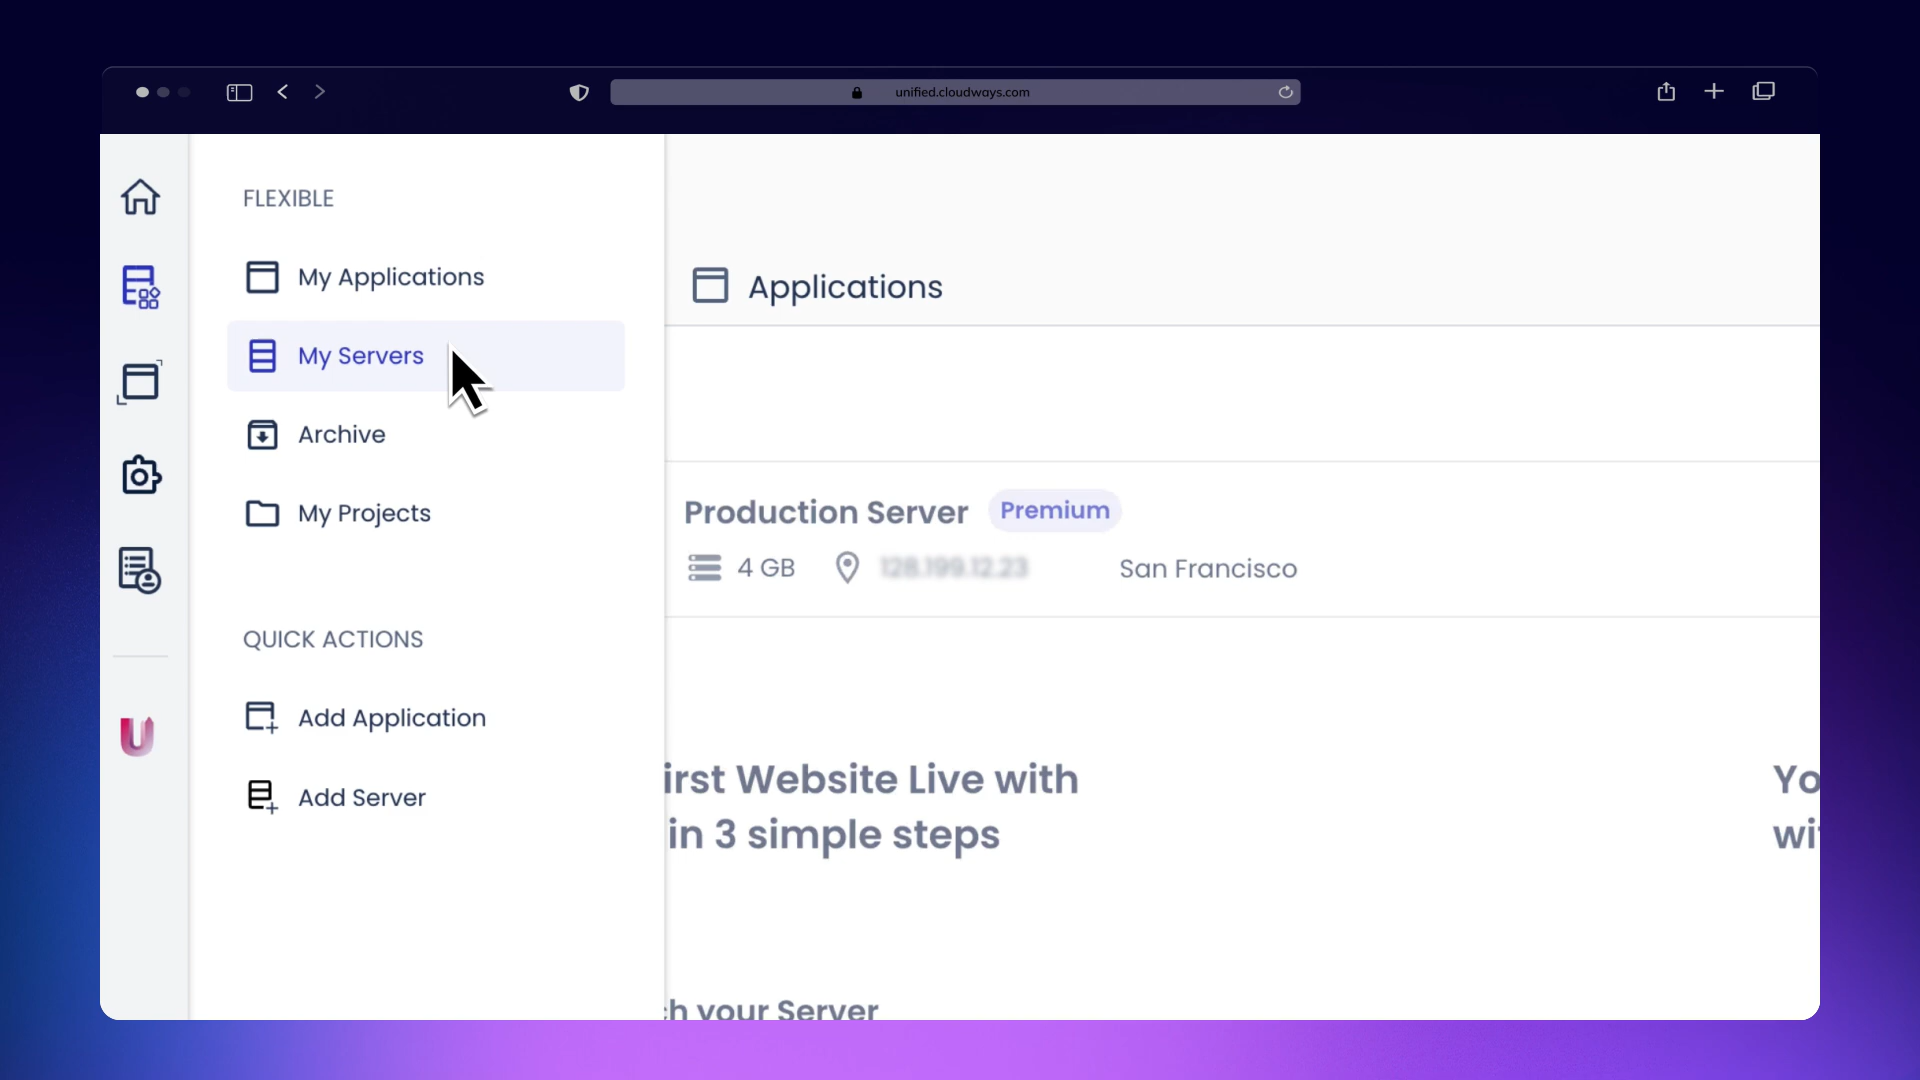 unified.cloudways.com
FLEXIBLE
My Applications
My Servers
Archive
My Projects
QUICK ACTIONS
Add Application
Add Server
Applications
Production Server Premium
4 GB San Francisco
irst Website Live with
in 3 simple steps
Yo
wi
h your Server
U